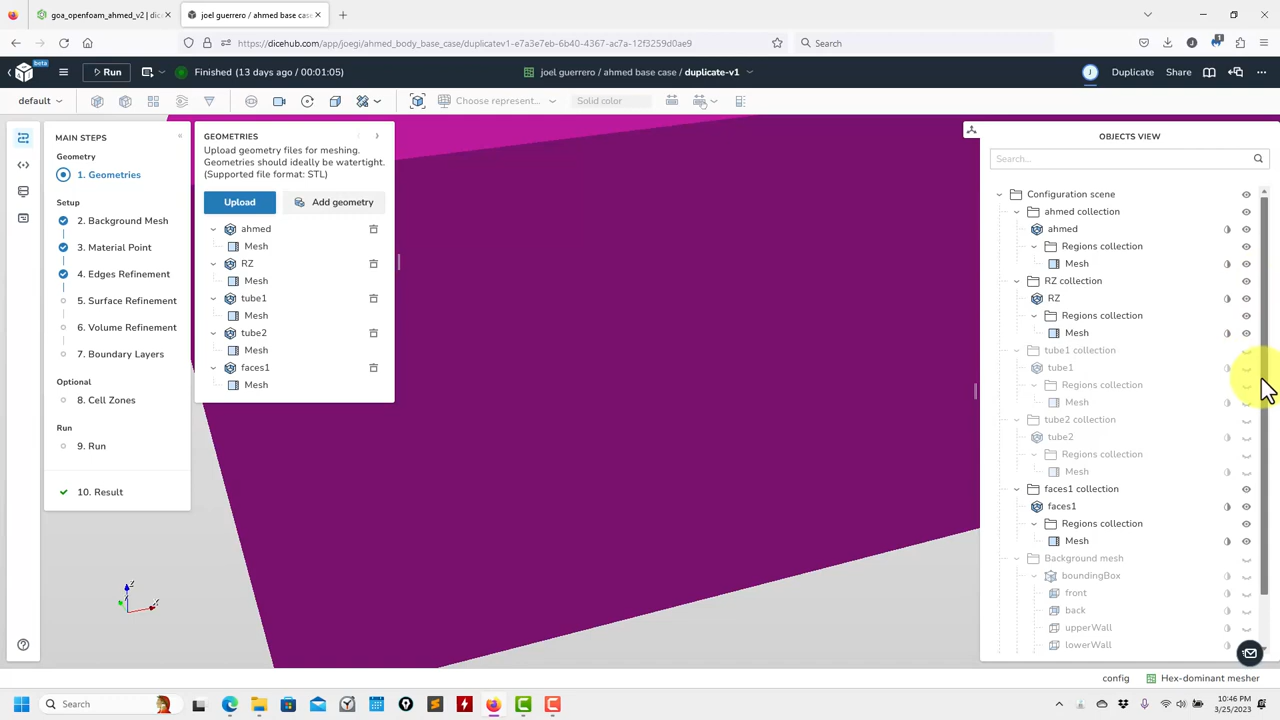 goa_openfoam_ahmed_v2 | dice
joel guerrero / ahmed base case
https://dicehub.com/app/joegi/ahmed_body_base_case/duplicatev1e7a3e7eb-8b40-4367-ac7a-12f3259d0ae9
Search
beta
Run
Finished (13 days ago / 00:01:05)
joel guerrero / ahmed base case / duplicate-v1
J
Duplicate
Share
default
Choose represent...
Solid color
MAIN STEPS
Geometry
1. Geometries
Setup
2. Background Mesh
3. Material Point
4. Edges Refinement
5. Surface Refinement
6. Volume Refinement
7. Boundary Layers
Optional
8. Cell Zones
Run
9. Run
10. Result
GEOMETRIES
Upload geometry files for meshing.
Geometries should ideally be watertight.
(Supported file format: STL)
Upload
Add geometry
ahmed
Mesh
RZ
Mesh
tube1
Mesh
tube2
Mesh
faces1
Mesh
Z
X
OBJECTS VIEW
Search...
Configuration scene
ahmed collection
ahmed
Regions collection
Mesh
RZ collection
RZ
Regions collection
Mesh
tube1 collection
tube1
Regions collection
Mesh
tube2 collection
tube2
Regions collection
Mesh
faces1 collection
faces1
Regions collection
Mesh
Background mesh
boundingBox
front
back
upperWall
lowerWall
config
Hex-dominant mesher
Search
10:46 PM
3/25/2023